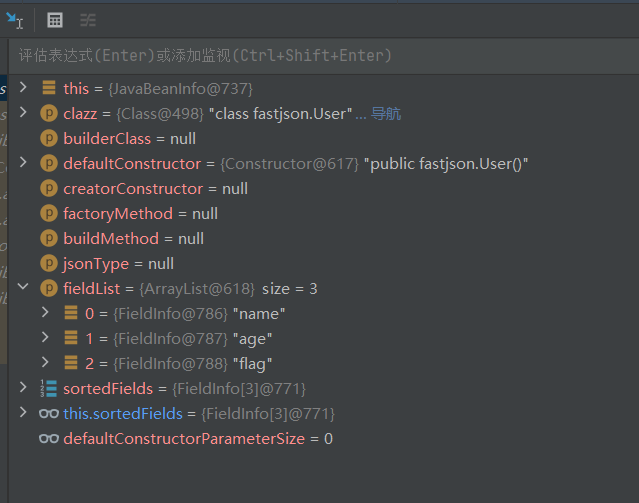 评估表达式(Enter)或添加监视(Ctrl+Shift+Enter)
this = {JavaBeanInfo@737}
clazz = {Class@498} "class fastjson.User"... 导航
builderClass = null
defaultConstructor = {Constructor@617} "public fastjson.User()"
creatorConstructor = null
factoryMethod = null
buildMethod = null
jsonType = null
fieldList = {ArrayList@618} size = 3
0 = {FieldInfo@786} "name"
1 = {FieldInfo@787} "age"
2 = {FieldInfo@788} "flag"
sortedFields = {FieldInfo[3]@771}
this.sortedFields = {FieldInfo[3]@771}
defaultConstructorParameterSize = 0